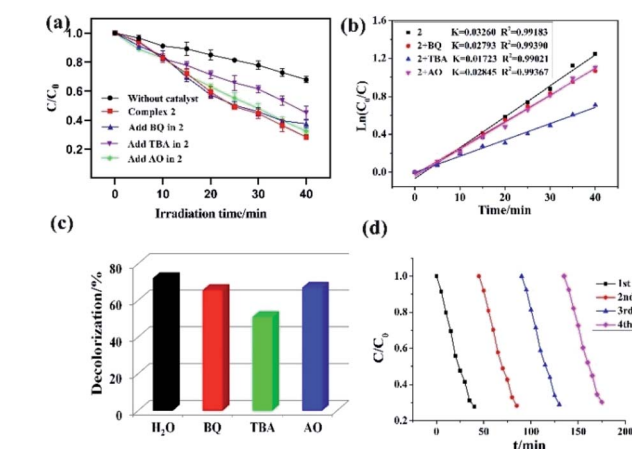 (a)
C/C₀
1.0
0.8
0.6
0.4
0.2
Without catalyst
Complex 2
Add BQ in 2
Add TBA in 2
Add AO in 2
0 10 20 30 40
Irradiation time/min
(b)
Ln(C₀/C)
1.6
1.2
0.8
0.4
0.0
2 K=0.03260 R²=0.99183
2+BQ K=0.02793 R²=0.99390
2+TBA K=0.01723 R²=0.99021
2+AO K=0.02845 R²=0.99367
0 10 20 30 40
Time/min
(c)
Decolorization/%
80
60
40
20
0
H₂O BQ TBA AO
(d)
C/C₀
1.0
0.8
0.6
0.4
0.2
1st
2nd
3rd
4th
0 50 100 150 200
t/min